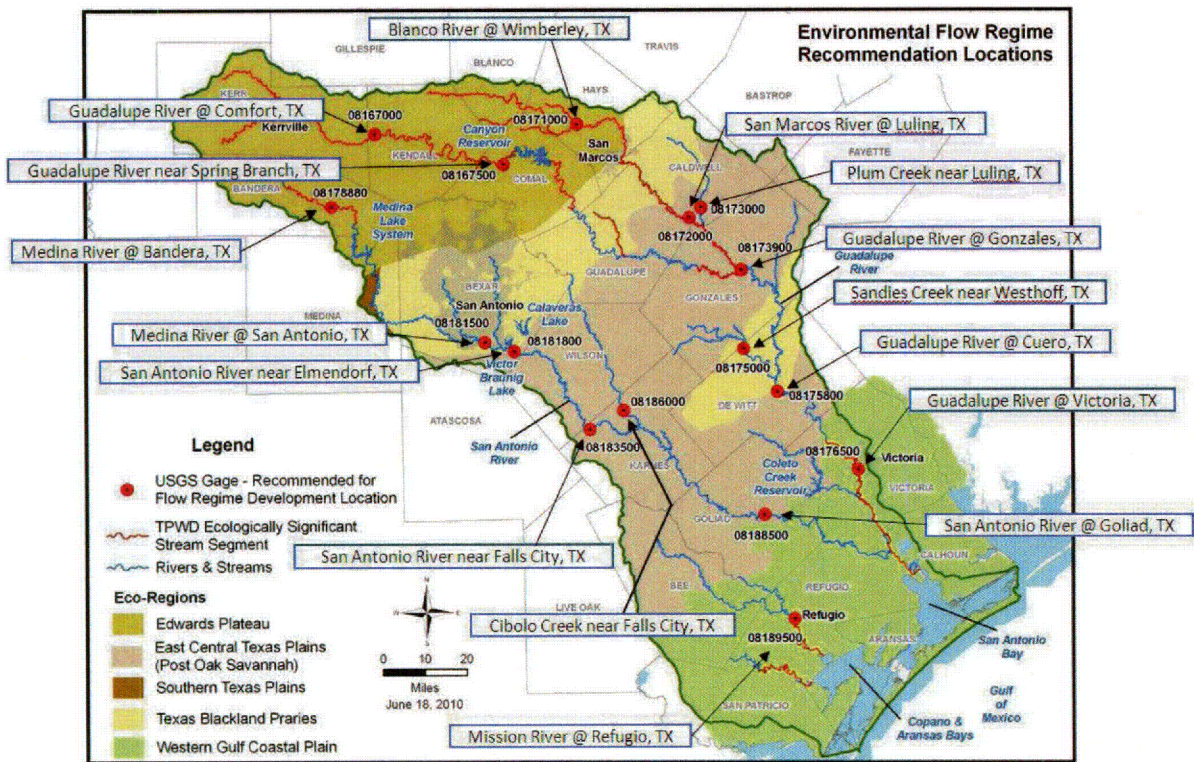 Environmental Flow Regime
Recommendation Locations
Blanco River @ Wimberley, TX
GILLESPIE
TRAVIS
BLANCO
HAYS
BASTROP
KERR
Guadalupe River @ Comfort, TX
08167000
Kerrville
Canyon
Reservoir
08171000
San
Marcos
San Marcos River @ Luling, TX
FAYETTE
KENDALL
CALDWELL
Guadalupe River near Spring Branch, TX
08167500
COMAL
Plum Creek near Luling, TX
BANDERA
08178880
Medina
Lake
System
08173000
08172000
08173900
Guadalupe River @ Gonzales, TX
Medina River @ Bandera, TX
Guadalupe
River
GUADALUPE
BEXAR
GONZALES
Sandies Creek near Westhoff, TX
San Antonio
Calaveras
Lake
MEDINA
08181500
Medina River @ San Antonio, TX
08181800
WILSON
Guadalupe River @ Cuero, TX
San Antonio River near Elmendorf, TX
Victor
Braunig
Lake
08175000
08175800
DE WITT
Guadalupe River @ Victoria, TX
08186000
ATASCOSA
San Antonio
River
08183500
KARNES
08176500
Victoria
Coleto
Creek
Reservoir
VICTORIA
GOLIAD
08188500
San Antonio River @ Goliad, TX
CALHOUN
San Antonio River near Falls City, TX
BEE
REFUGIO
LIVE OAK
Cibolo Creek near Falls City, TX
Refugio
08189500
ARANSAS
San Antonio
Bay
Gulf
of
Mexico
SAN PATRICIO
Copano &
Aransas Bays
Mission River @ Refugio, TX
Legend
USGS Gage - Recommended for
Flow Regime Development Location
TPWD Ecologically Significant
Stream Segment
Rivers & Streams
Eco-Regions
Edwards Plateau
East Central Texas Plains
(Post Oak Savannah)
Southern Texas Plains
Texas Blackland Praries
Western Gulf Coastal Plain
N
W
E
S
0 10 20
Miles
June 18, 2010